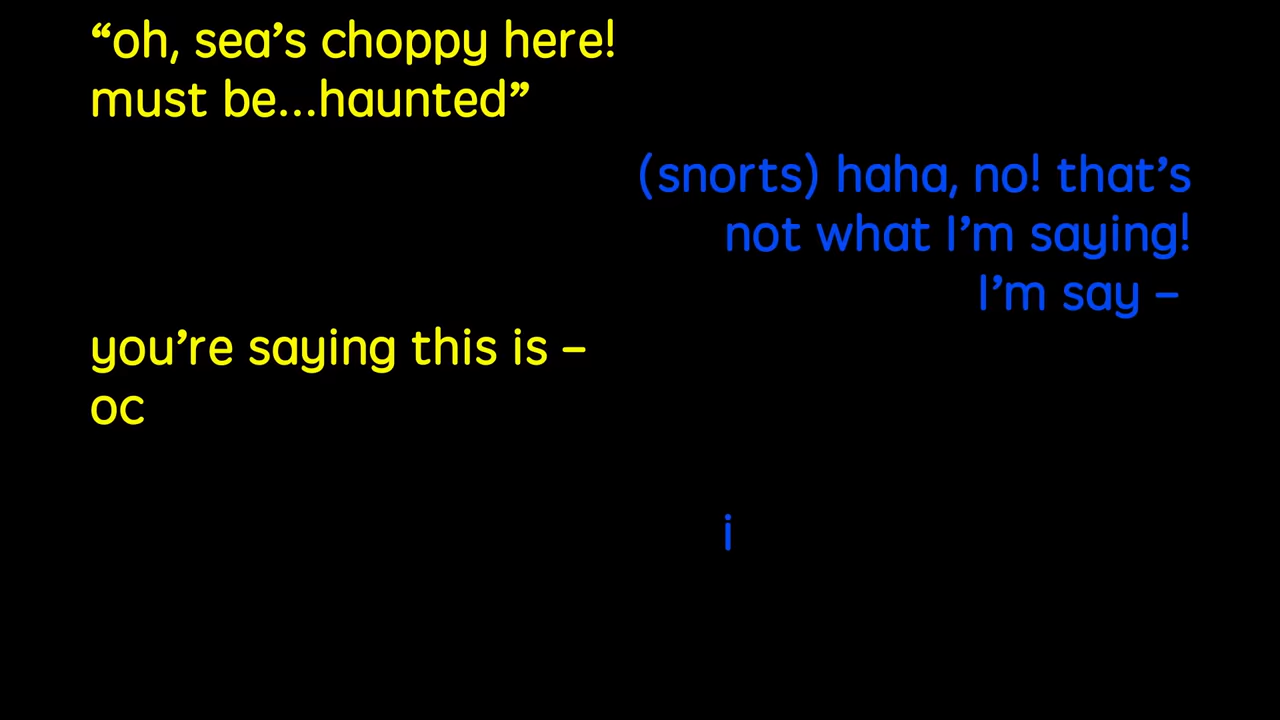 “oh, sea’s choppy here!
must be...haunted”
(snorts) haha, no! that’s
not what I’m saying!
I’m say –
you’re saying this is –
oc
i